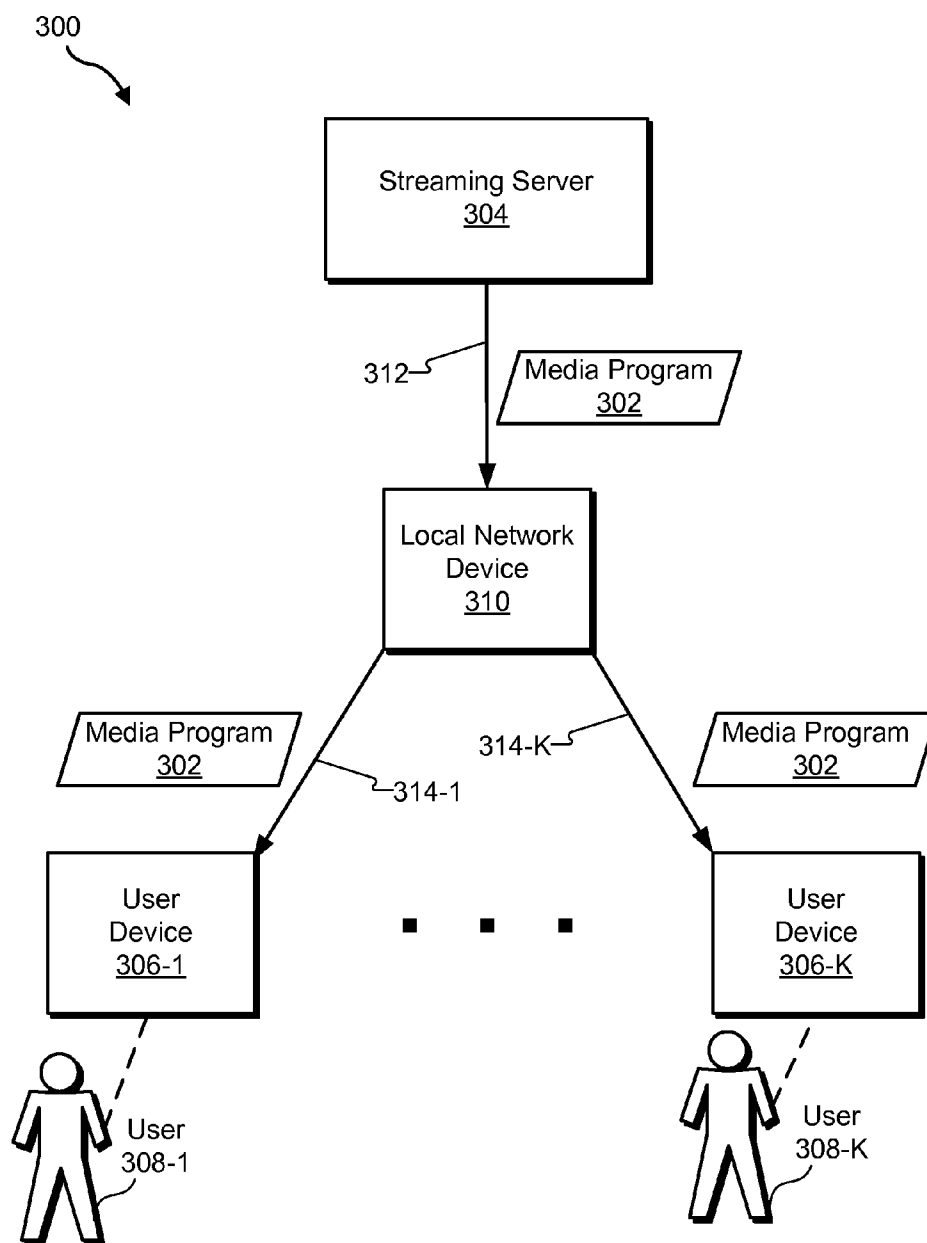 300
Streaming Server
304
312
Media Program
302
Local Network
Device
310
Media Program
302
314-1
314-K
Media Program
302
User
Device
306-1
User
Device
306-K
User
308-1
User
308-K